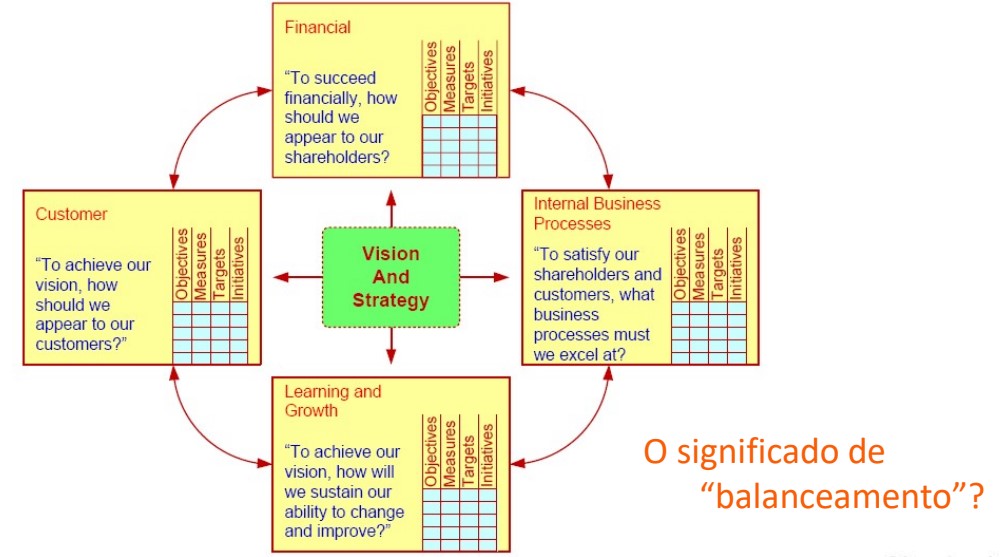 Financial
“To succeed
financially, how
should we
appear to our
shareholders?
Objectives
Measures
Targets
Initiatives
Customer
“To achieve our
vision, how
should we
appear to our
customers?”
Objectives
Measures
Targets
Initiatives
Vision
And
Strategy
Internal Business
Processes
“To satisfy our
shareholders and
customers, what
business
processes must
we excel at?
Objectives
Measures
Targets
Initiatives
Learning and
Growth
“To achieve our
vision, how will
we sustain our
ability to change
and improve?”
Objectives
Measures
Targets
Initiatives
O significado de
“balanceamento”?